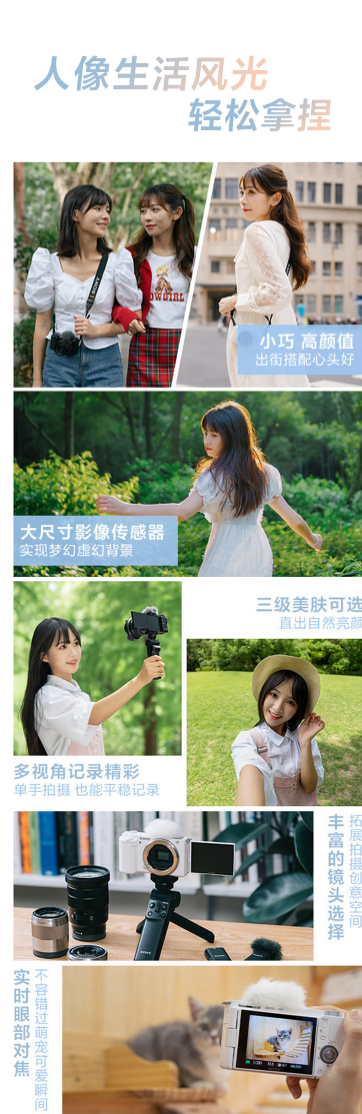 人像生活风光
轻松拿捏
小巧 高颜值
出街搭配心头好
大尺寸影像传感器
实现梦幻虚幻背景
三级美肤可选
直出自然亮颜
多视角记录精彩
单手拍摄 也能平稳记录
丰富的镜头选择
拓展拍摄创意空间
SONY
实时眼部对焦
不容错过萌宠可爱瞬间